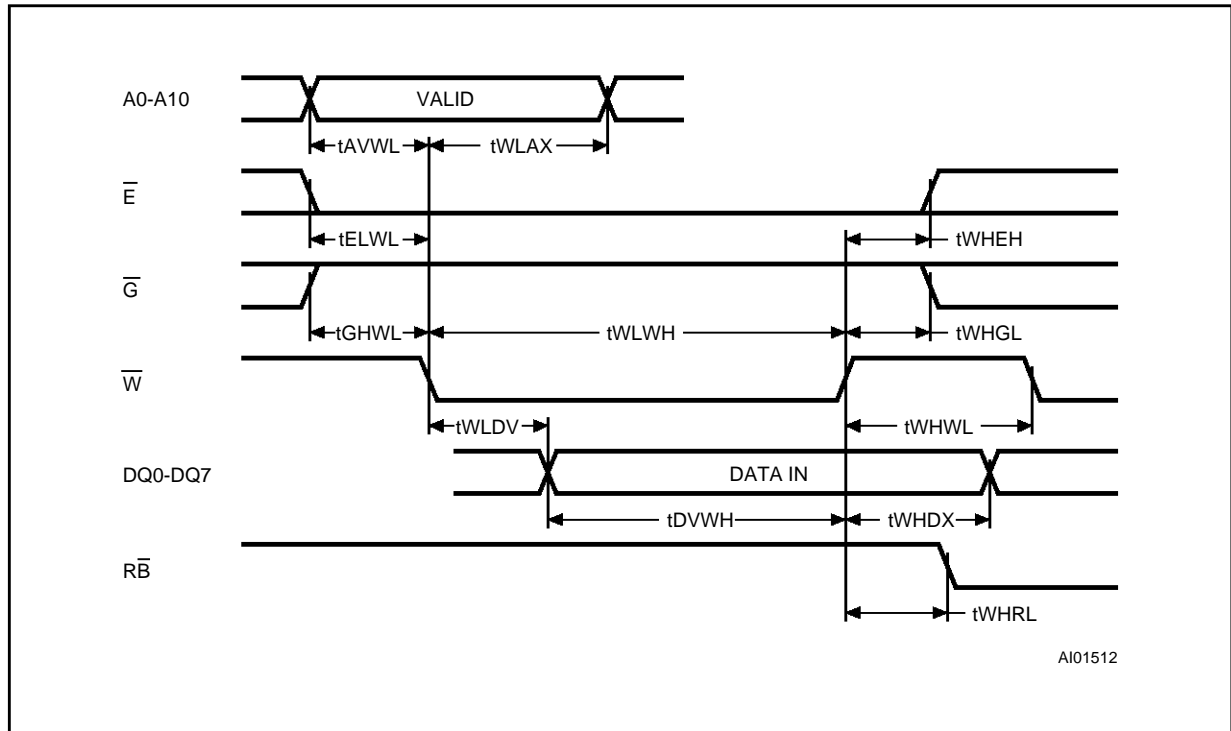 A0-A10
VALID
tAVWL
tWLAX
E̅
tELWL
tWHEH
G̅
tGHWL
tWLWH
tWHGL
W̅
tWLDV
tWHWL
DQ0-DQ7
DATA IN
tDVWH
tWHDX
RB̅
tWHRL
AI01512